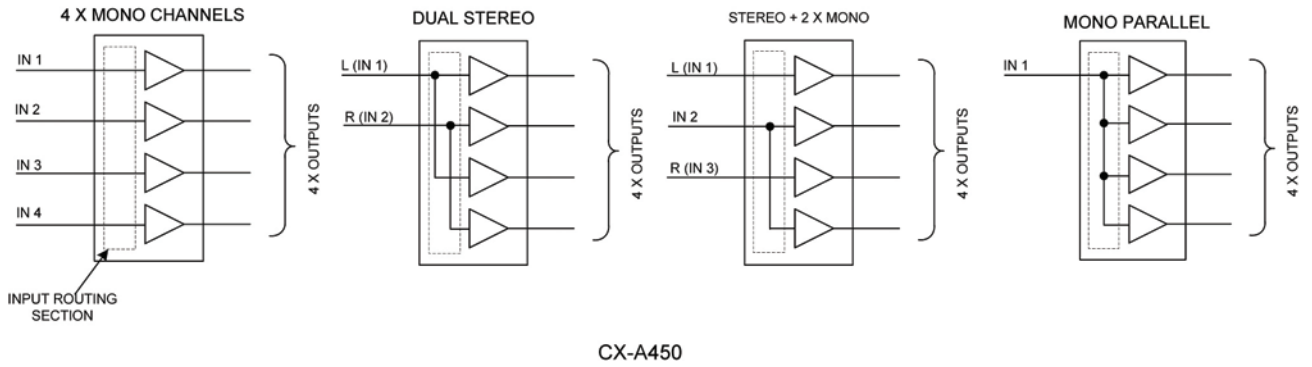 4 X MONO CHANNELS
IN 1
IN 2
IN 3
IN 4
4 X OUTPUTS
INPUT ROUTING
SECTION
DUAL STEREO
L (IN 1)
R (IN 2)
4 X OUTPUTS
STEREO + 2 X MONO
L (IN 1)
IN 2
R (IN 3)
4 X OUTPUTS
MONO PARALLEL
IN 1
4 X OUTPUTS
CX-A450